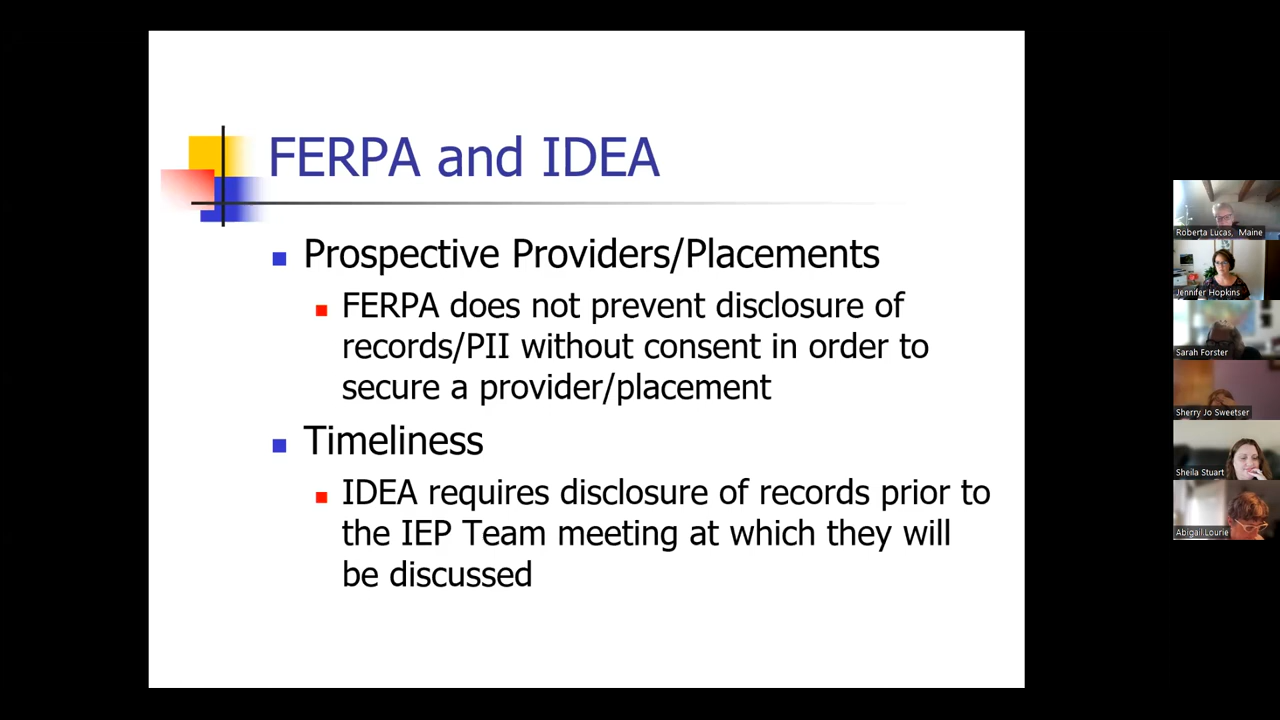 FERPA and IDEA
Prospective Providers/Placements
FERPA does not prevent disclosure of
records/PII without consent in order to
secure a provider/placement
Timeliness
IDEA requires disclosure of records prior to
the IEP Team meeting at which they will
be discussed
Roberta Lucas, Maine
Jennifer Hopkins
Sarah Forster
Sherry Jo Sweetser
Sheila Stuart
Abigail Lourie